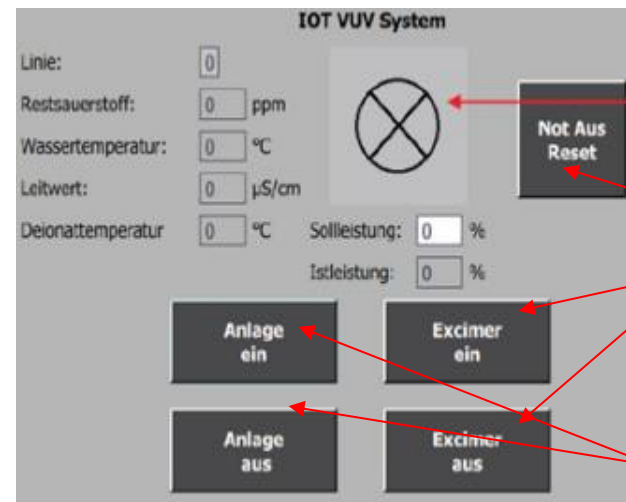 IOT VUV System
Linie: 0
Restsauerstoff: 0 ppm
Wassertemperatur: 0 °C
Leitwert: 0 µS/cm
Deionattemperatur 0 °C
Sollleistung: 0 %
Istleistung: 0 %
Not Aus
Reset
Anlage
ein
Excimer
ein
Anlage
aus
Excimer
aus